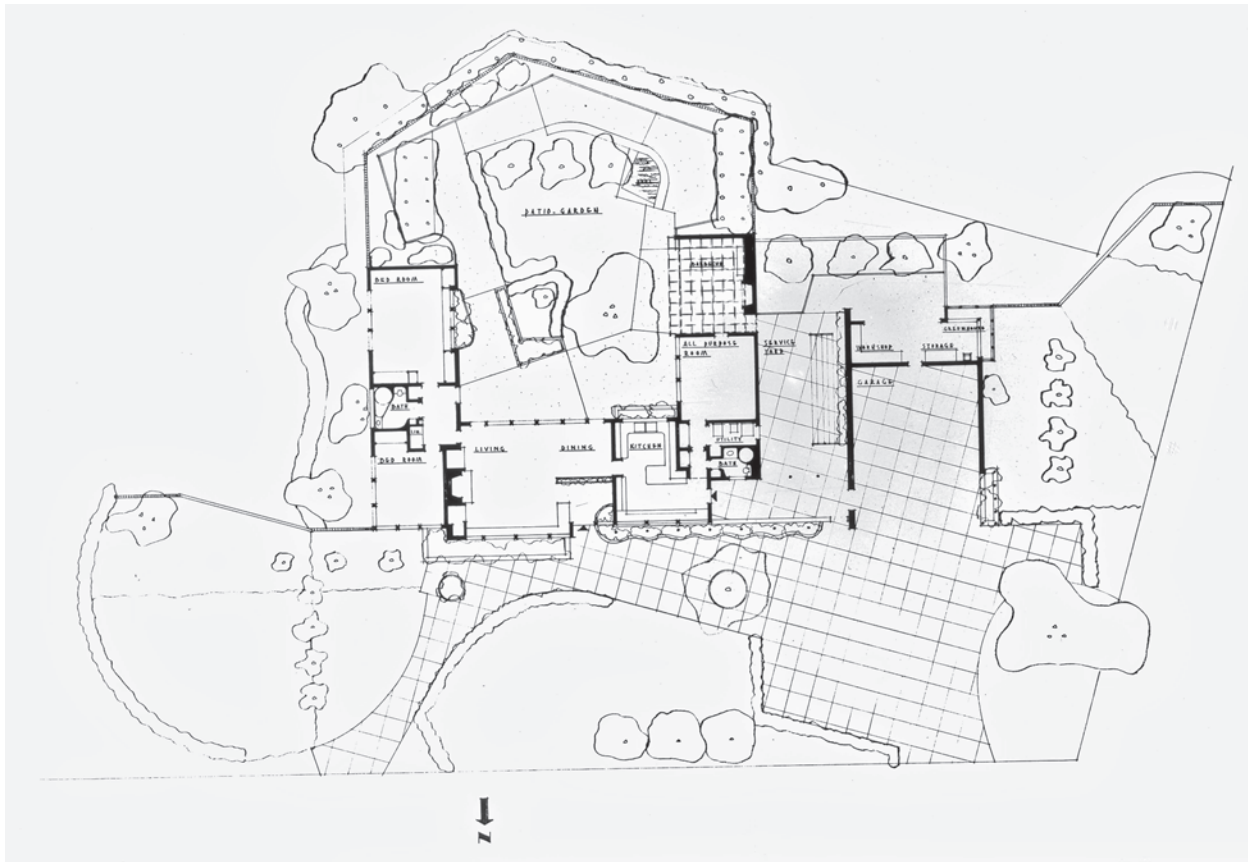 PATIO-GARDEN
BED ROOM
ALL PURPOSE
ROOM
SERVICE
YARD
WORKSHOP
STORAGE
GREENHOUSE
GARAGE
BATH
LIVING
DINING
KITCHEN
UTILITY
BED ROOM
BATH
N